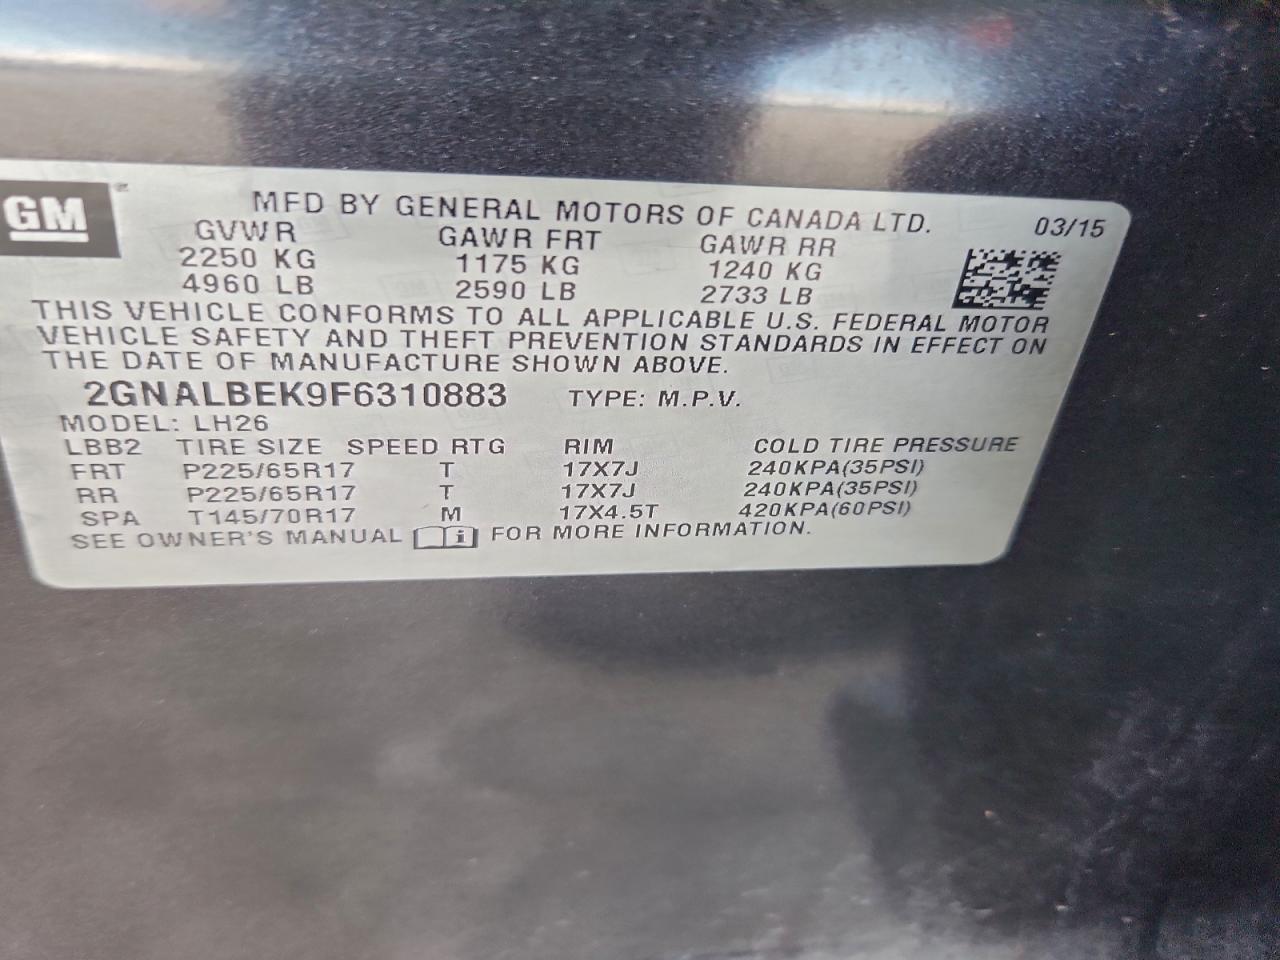 GM
MFD BY GENERAL MOTORS OF CANADA LTD. 03/15
GVWR GAWR FRT GAWR RR
2250 KG 1175 KG 1240 KG
4960 LB 2590 LB 2733 LB
THIS VEHICLE CONFORMS TO ALL APPLICABLE U.S. FEDERAL MOTOR
VEHICLE SAFETY AND THEFT PREVENTION STANDARDS IN EFFECT ON
THE DATE OF MANUFACTURE SHOWN ABOVE.
2GNALBEK9F6310883 TYPE: M.P.V.
MODEL: LH26
LBB2 TIRE SIZE SPEED RTG RIM COLD TIRE PRESSURE
FRT P225/65R17 T 17X7J 240KPA(35PSI)
RR P225/65R17 T 17X7J 240KPA(35PSI)
SPA T145/70R17 M 17X4.5T 420KPA(60PSI)
SEE OWNER'S MANUAL i FOR MORE INFORMATION.